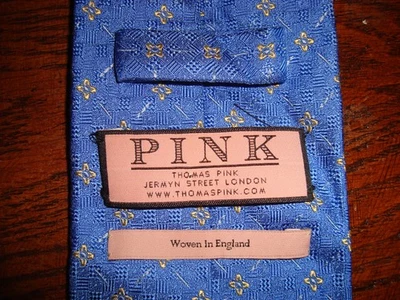 PINK
THOMAS PINK
JERMYN STREET LONDON
WWW.THOMASPINK.COM
Woven In England